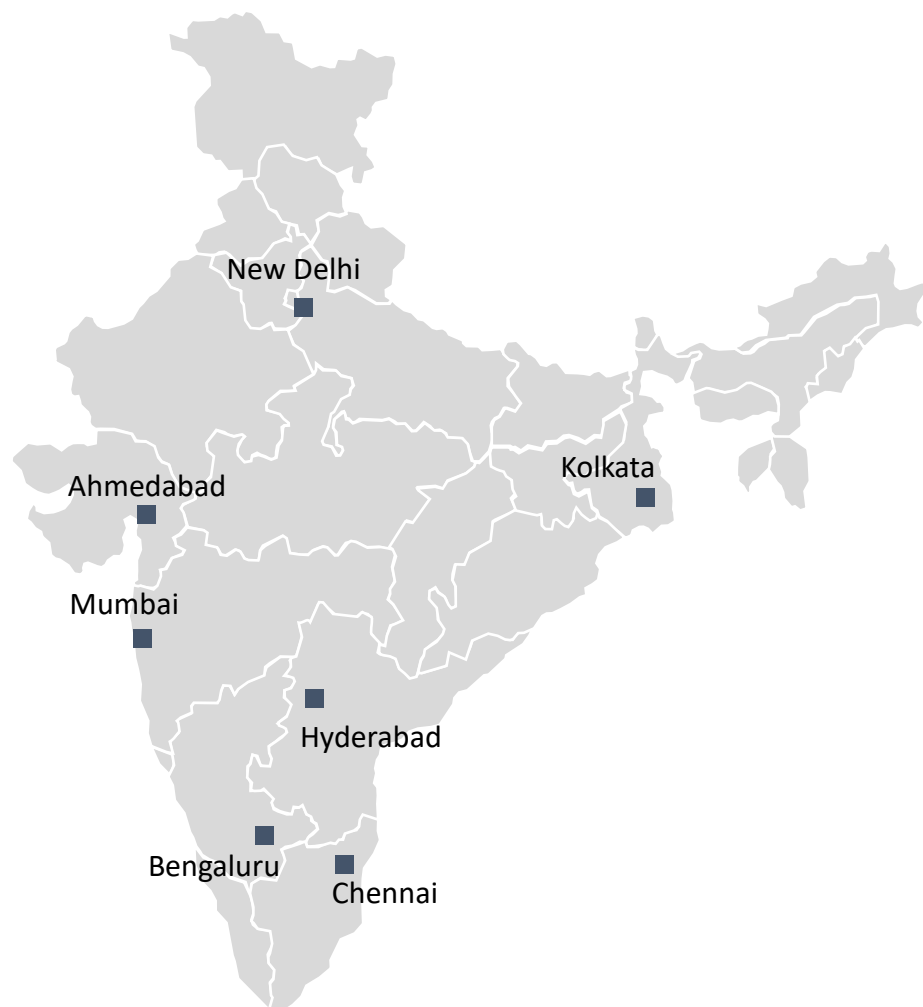 New Delhi
Kolkata
Ahmedabad
Mumbai
Hyderabad
Bengaluru
Chennai